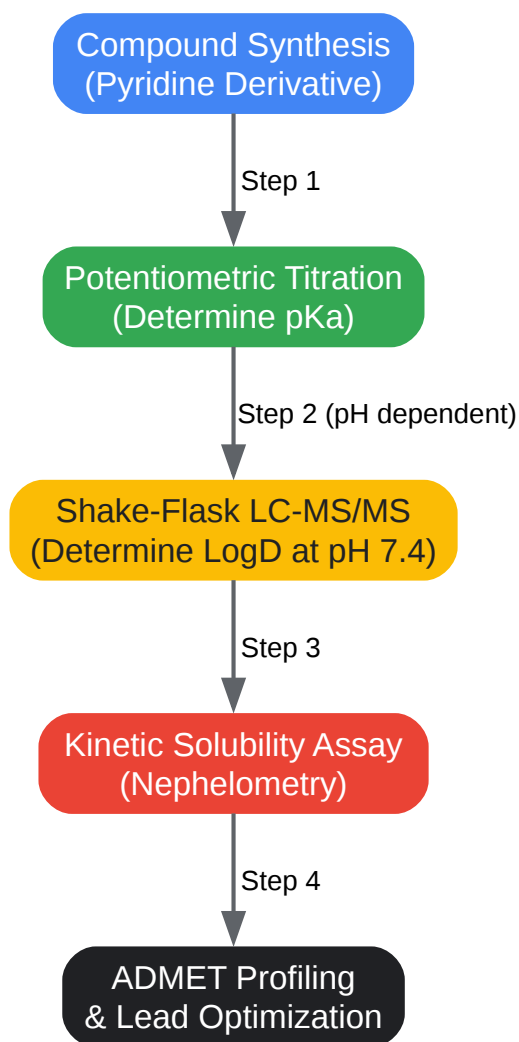 Compound Synthesis
(Pyridine Derivative)
Step 1
Potentiometric Titration
(Determine pKa)
Step 2 (pH dependent)
Shake-Flask LC-MS/MS
(Determine LogD at pH 7.4)
Step 3
Kinetic Solubility Assay
(Nephelometry)
Step 4
ADMET Profiling
& Lead Optimization